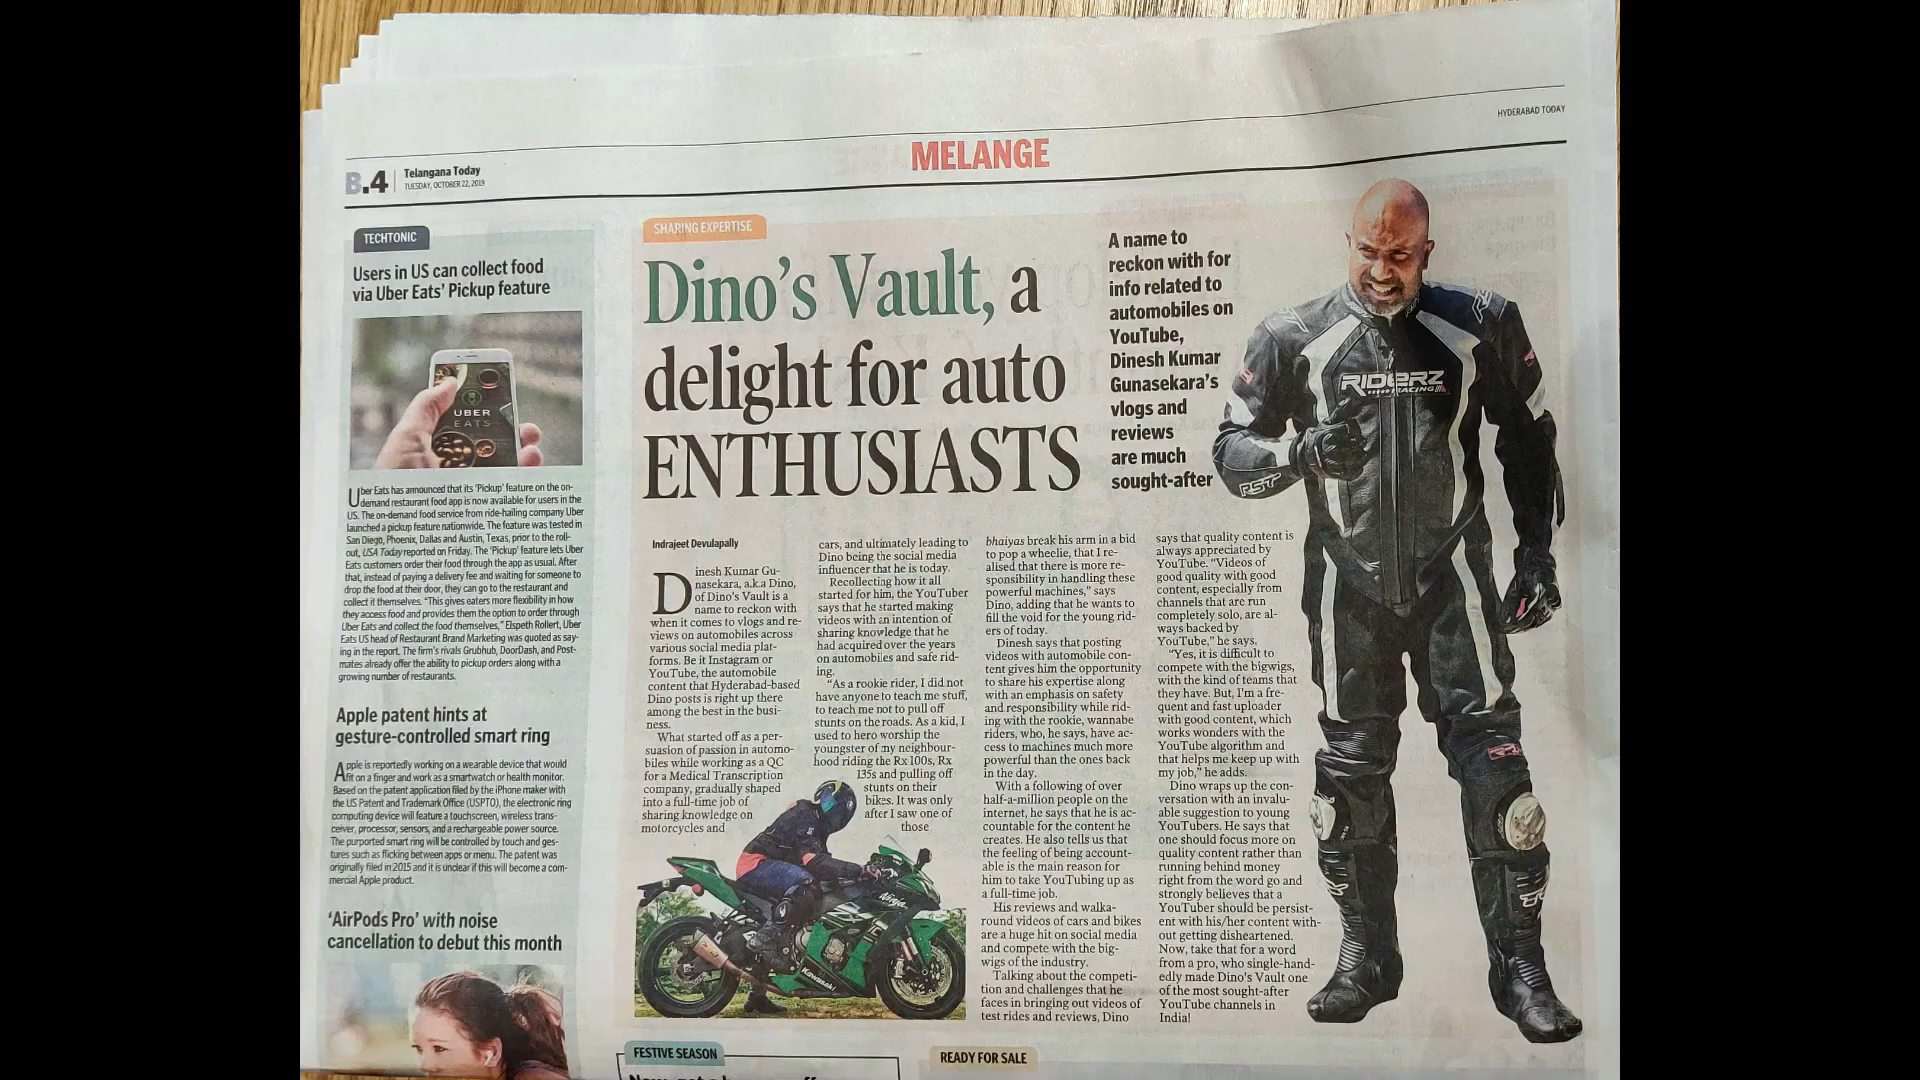 HYDERABAD TODAY
MELANGE
B.4
Telangana Today
TUESDAY, OCTOBER 22, 2019
TECHTONIC
Users in US can collect food
via Uber Eats' Pickup feature
UBER
EATS
Uber Eats has announced that its 'Pickup' feature on the on-
demand restaurant food app is now available for users in the
US. The on-demand food service from ride-hailing company Uber
launched a pickup feature nationwide. The feature was tested in
San Diego, Phoenix, Dallas and Austin, Texas, prior to the roll-
out, USA Today reported on Friday. The 'Pickup' feature lets Uber
Eats customers order their food through the app as usual. After
that, instead of paying a delivery fee and waiting for someone to
drop the food at their door, they can go to the restaurant and
collect it themselves. "This gives eaters more flexibility in how
they access food and provides them the option to order through
Uber Eats and collect the food themselves," Elspeth Rollert, Uber
Eats US head of Restaurant Brand Marketing was quoted as say-
ing in the report. The firm's rivals Grubhub, DoorDash, and Post-
mates already offer the ability to pickup orders along with a
growing number of restaurants.
Apple patent hints at
gesture-controlled smart ring
Apple is reportedly working on a wearable device that would
fit on a finger and work as a smartwatch or health monitor.
Based on the patent application filed by the iPhone maker with
the US Patent and Trademark Office (USPTO), the electronic ring
computing device will feature a touchscreen, wireless trans-
ceiver, processor, sensors, and a rechargeable power source.
The purported smart ring will be controlled by touch and ges-
tures such as flicking between apps or menu. The patent was
originally filed in 2015 and it is unclear if this will become a com-
mercial Apple product.
'AirPods Pro' with noise
cancellation to debut this month
SHARING EXPERTISE
Dino's Vault, a
delight for auto
ENTHUSIASTS
A name to
reckon with for
info related to
automobiles on
YouTube,
Dinesh Kumar
Gunasekara's
vlogs and
reviews
are much
sought-after
RIDERZ
RACING
RST
Indrajeet Devulapally
Dinesh Kumar Gu-
nasekara, a.k.a Dino,
of Dino's Vault is a
name to reckon with
when it comes to vlogs and re-
views on automobiles across
various social media plat-
forms. Be it Instagram or
YouTube, the automobile
content that Hyderabad-based
Dino posts is right up there
among the best in the busi-
ness.
What started off as a per-
suasion of passion in automo-
biles while working as a QC
for a Medical Transcription
company, gradually shaped
into a full-time job of
sharing knowledge on
motorcycles and
cars, and ultimately leading to
Dino being the social media
influencer that he is today.
Recollecting how it all
started for him, the YouTuber
says that he started making
videos with an intention of
sharing knowledge that he
had acquired over the years
on automobiles and safe rid-
ing.
"As a rookie rider, I did not
have anyone to teach me stuff,
to teach me not to pull off
stunts on the roads. As a kid, I
used to hero worship the
youngster of my neighbour-
hood riding the Rx 100s, Rx
135s and pulling off
stunts on their
bikes. It was only
after I saw one of
those
bhaiyas break his arm in a bid
to pop a wheelie, that I re-
alised that there is more re-
sponsibility in handling these
powerful machines," says
Dino, adding that he wants to
fill the void for the young rid-
ers of today.
Dinesh says that posting
videos with automobile con-
tent gives him the opportunity
to share his expertise along
with an emphasis on safety
and responsibility while rid-
ing with the rookie, wannabe
riders, who, he says, have ac-
cess to machines much more
powerful than the ones back
in the day.
With a following of over
half-a-million people on the
internet, he says that he is ac-
countable for the content he
creates. He also tells us that
the feeling of being account-
able is the main reason for
him to take YouTubing up as
a full-time job.
His reviews and walka-
round videos of cars and bikes
are a huge hit on social media
and compete with the big-
wigs of the industry.
Talking about the competi-
tion and challenges that he
faces in bringing out videos of
test rides and reviews, Dino
says that quality content is
always appreciated by
YouTube. "Videos of
good quality with good
content, especially from
channels that are run
completely solo, are al-
ways backed by
YouTube," he says.
"Yes, it is difficult to
compete with the bigwigs,
with the kind of teams that
they have. But, I'm a fre-
quent and fast uploader
with good content, which
works wonders with the
YouTube algorithm and
that helps me keep up with
my job," he adds.
Dino wraps up the con-
versation with an invalu-
able suggestion to young
YouTubers. He says that
one should focus more on
quality content rather than
running behind money
right from the word go and
strongly believes that a
YouTuber should be persist-
ent with his/her content with-
out getting disheartened.
Now, take that for a word
from a pro, who single-hand-
edly made Dino's Vault one
of the most sought-after
YouTube channels in
India!
Ninja
Kawasaki
FESTIVE SEASON
READY FOR SALE